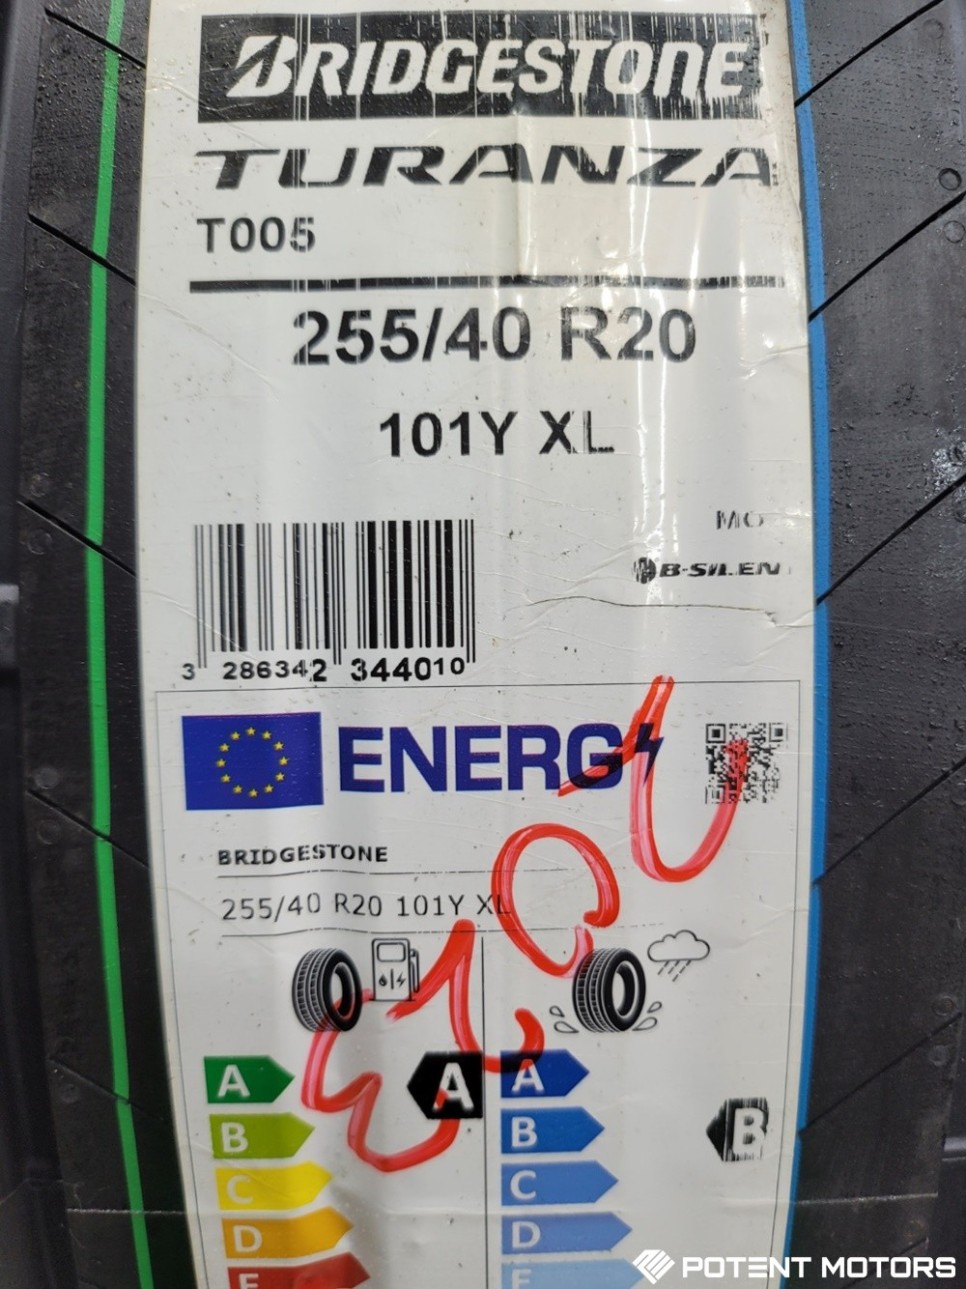 BRIDGESTONE
TURANZA
T005
255/40 R20
101Y XL
MO
B-SILEN
3 286342 344010
ENERG
BRIDGESTONE
255/40 R20 101Y XL
A A A
B B B
C C
D D
E E
POTENT MOTORS